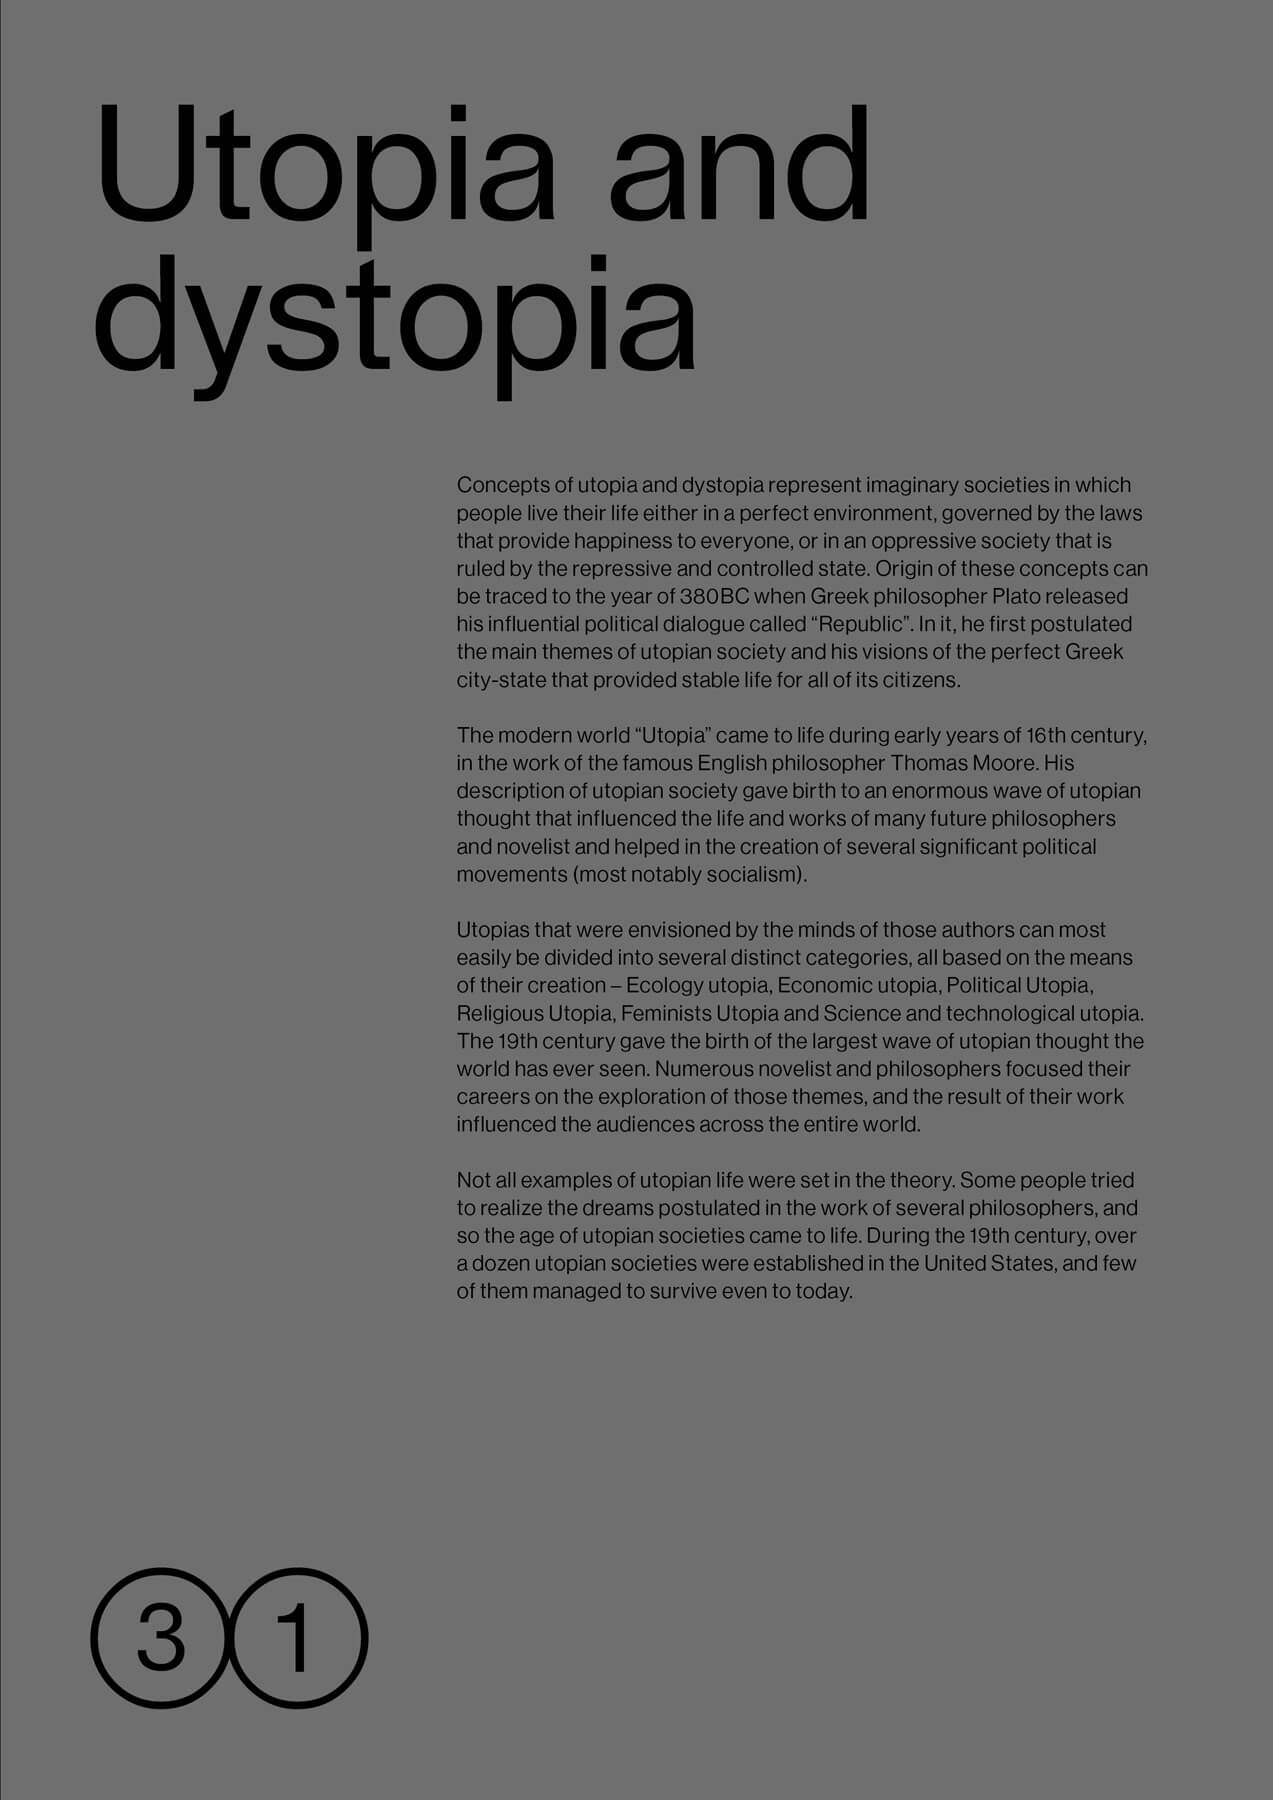 Utopia and
dystopia
Concepts of utopia and dystopia represent imaginary societies in which
people live their life either in a perfect environment, governed by the laws
that provide happiness to everyone, or in an oppressive society that is
ruled by the repressive and controlled state. Origin of these concepts can
be traced to the year of 380BC when Greek philosopher Plato released
his influential political dialogue called “Republic”. In it, he first postulated
the main themes of utopian society and his visions of the perfect Greek
city-state that provided stable life for all of its citizens.
The modern world “Utopia” came to life during early years of 16th century,
in the work of the famous English philosopher Thomas Moore. His
description of utopian society gave birth to an enormous wave of utopian
thought that influenced the life and works of many future philosophers
and novelist and helped in the creation of several significant political
movements (most notably socialism).
Utopias that were envisioned by the minds of those authors can most
easily be divided into several distinct categories, all based on the means
of their creation – Ecology utopia, Economic utopia, Political Utopia,
Religious Utopia, Feminists Utopia and Science and technological utopia.
The 19th century gave the birth of the largest wave of utopian thought the
world has ever seen. Numerous novelist and philosophers focused their
careers on the exploration of those themes, and the result of their work
influenced the audiences across the entire world.
Not all examples of utopian life were set in the theory. Some people tried
to realize the dreams postulated in the work of several philosophers, and
so the age of utopian societies came to life. During the 19th century, over
a dozen utopian societies were established in the United States, and few
of them managed to survive even to today.
3 1